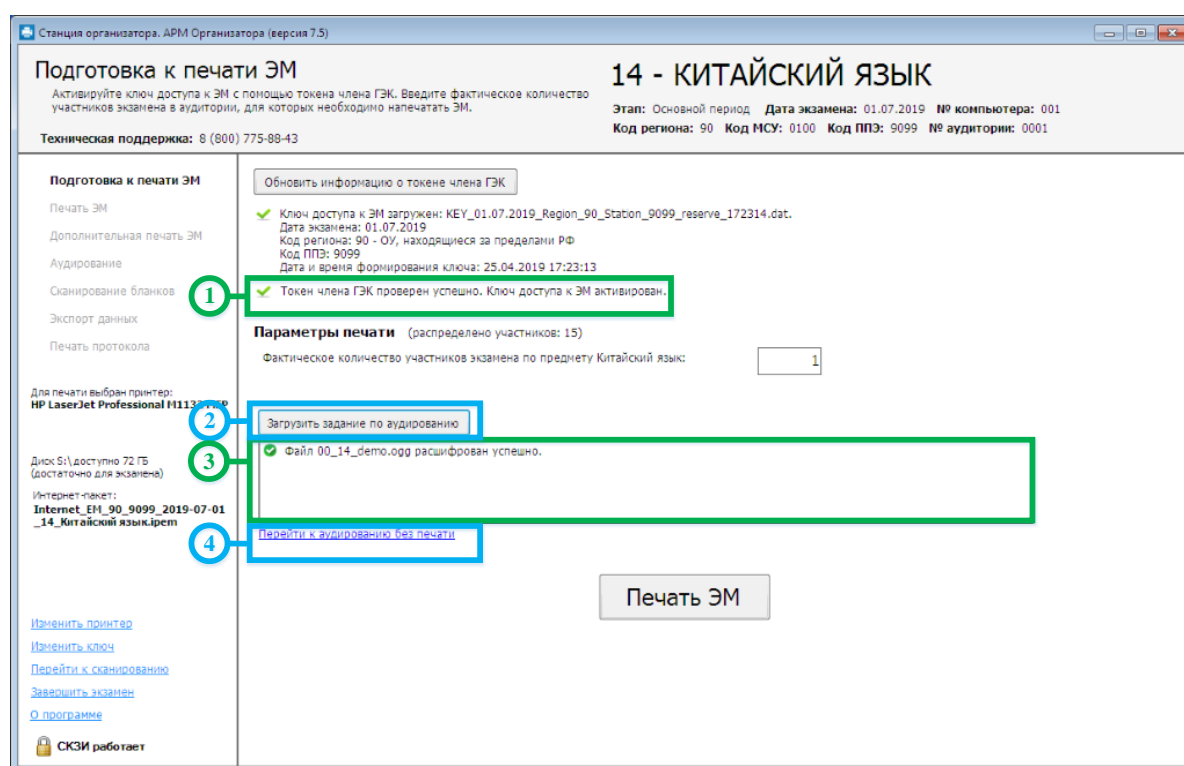 Станция организатора. АРМ Организатора (версия 7.5)
Подготовка к печати ЭМ
Активируйте ключ доступа к ЭМ с помощью токена члена ГЭК. Введите фактическое количество
участников экзамена в аудитории, для которых необходимо напечатать ЭМ.
Техническая поддержка: 8 (800) 775-88-43
14 - КИТАЙСКИЙ ЯЗЫК
Этап: Основной период Дата экзамена: 01.07.2019 № компьютера: 001
Код региона: 90 Код МСУ: 0100 Код ППЭ: 9099 № аудитории: 0001
Подготовка к печати ЭМ
Печать ЭМ
Дополнительная печать ЭМ
Аудирование
Сканирование бланков
Экспорт данных
Печать протокола
Для печати выбран принтер:
HP LaserJet Professional
Диск S:\ доступно 72 ГБ
(достаточно для экзамена)
Интернет-пакет:
Internet_EM_90_9099_2019-07-01
_14_Китайский язык.ipem
Изменить принтер
Изменить ключ
Перейти к сканированию
Завершить экзамен
О программе
СКЗИ работает
Обновить информацию о токене члена ГЭК
Ключ доступа к ЭМ загружен: KEY_01.07.2019_Region_90_Station_9099_reserve_172314.dat.
Дата экзамена: 01.07.2019
Код региона: 90 - ОУ, находящиеся за пределами РФ
Код ППЭ: 9099
Дата и время формирования ключа: 25.04.2019 17:23:13
1
Токен члена ГЭК проверен успешно. Ключ доступа к ЭМ активирован.
Параметры печати (распределено участников: 15)
Фактическое количество участников экзамена по предмету Китайский язык: 1
2
Загрузить задание по аудированию
3
Файл 00_14_demo.ogg расшифрован успешно.
4
Перейти к аудированию без печати
Печать ЭМ